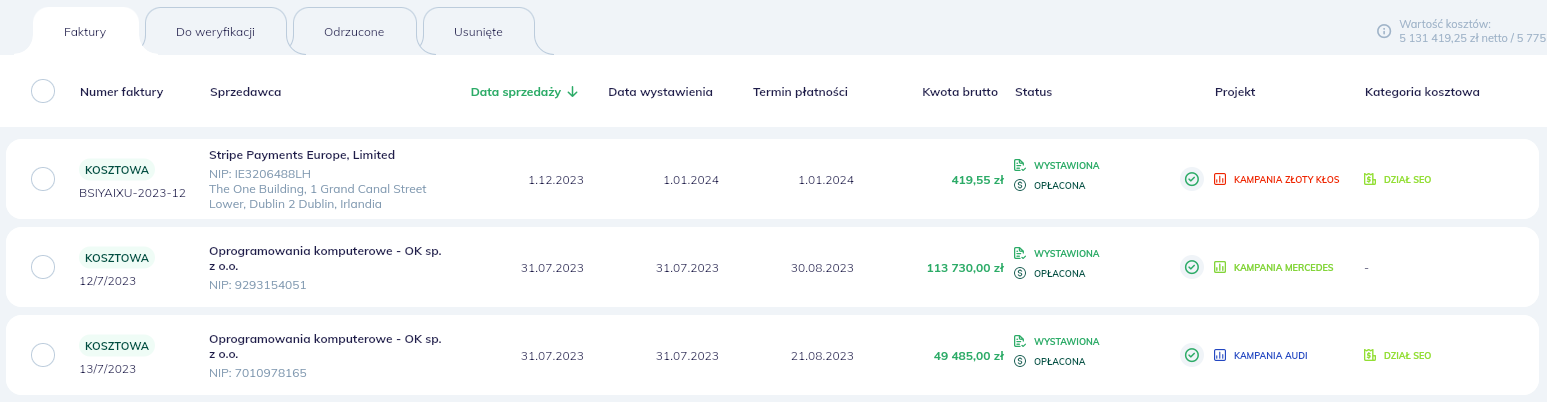 Faktury
Do weryfikacji
Odrzucone
Usunięte
Wartość kosztów:
5 131 419,25 zł netto / 5 775
Numer faktury
Sprzedawca
Data sprzedaży
Data wystawienia
Termin płatności
Kwota brutto
Status
Projekt
Kategoria kosztowa
KOSZTOWA
BSIYAIXU-2023-12
Stripe Payments Europe, Limited
NIP: IE3206488LH
The One Building, 1 Grand Canal Street
Lower, Dublin 2 Dublin, Irlandia
1.12.2023
1.01.2024
1.01.2024
419,55 zł
WYSTAWIONA
OPŁACONA
KAMPANIA ZŁOTY KŁOS
DZIAŁ SEO
KOSZTOWA
12/7/2023
Oprogramowania komputerowe - OK sp.
z o.o.
NIP: 9293154051
31.07.2023
31.07.2023
30.08.2023
113 730,00 zł
WYSTAWIONA
OPŁACONA
KAMPANIA MERCEDES
-
KOSZTOWA
13/7/2023
Oprogramowania komputerowe - OK sp.
z o.o.
NIP: 7010978165
31.07.2023
31.07.2023
21.08.2023
49 485,00 zł
WYSTAWIONA
OPŁACONA
KAMPANIA AUDI
DZIAŁ SEO